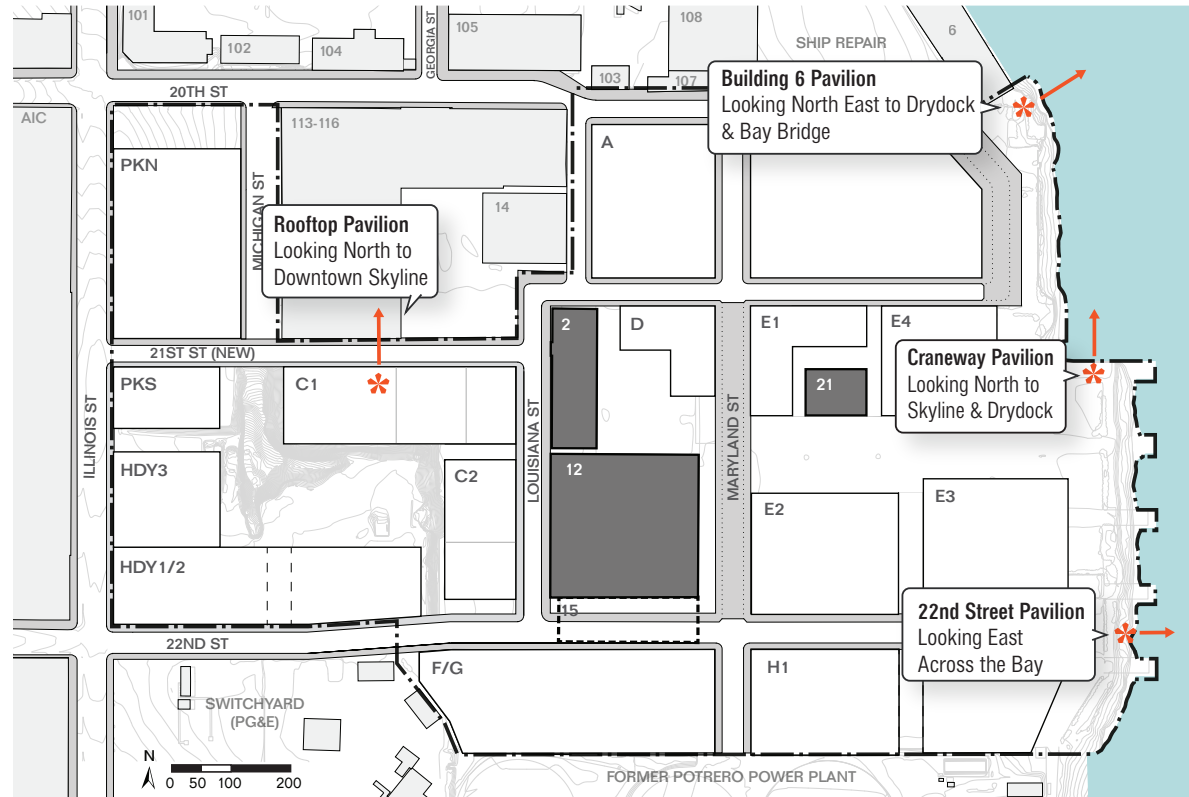 101
102
104
GEORGIA ST
105
103
107
108
SHIP REPAIR
6
20TH ST
AIC
113-116
PKN
MICHIGAN ST
14
A
Building 6 Pavilion
Looking North East to Drydock
& Bay Bridge
Rooftop Pavilion
Looking North to
Downtown Skyline
2
D
E1
E4
21
21ST ST (NEW)
PKS
C1
Craneway Pavilion
Looking North to
Skyline & Drydock
ILLINOIS ST
LOUISIANA ST
MARYLAND ST
HDY3
C2
12
E2
E3
HDY1/2
15
22nd Street Pavilion
Looking East
Across the Bay
22ND ST
F/G
H1
SWITCHYARD
(PG&E)
N
0 50 100 200
FORMER POTRERO POWER PLANT